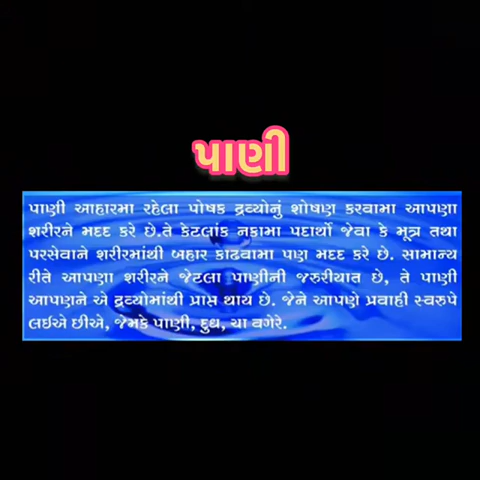 પાણી
પાણી આહારમા રહેલા પોષક દ્રવ્યોનું શોષણ કરવામા આપણા
શરીરને મદદ કરે છે.તે કેટલાંક નકામા પદાર્થો જેવા કે મૂત્ર તથા
પરસેવાને શરીરમાંથી બહાર કાઢવામા પણ મદદ કરે છે. સામાન્ય
રીતે આપણા શરીરને જેટલા પાણીની જરુરીયાત છે, તે પાણી
આપણને એ દ્રવ્યોમાંથી પ્રાપ્ત થાય છે. જેને આપણે પ્રવાહી સ્વરુપે
લઇએ છીએ, જેમકે પાણી, દુધ, ચા વગેરે.